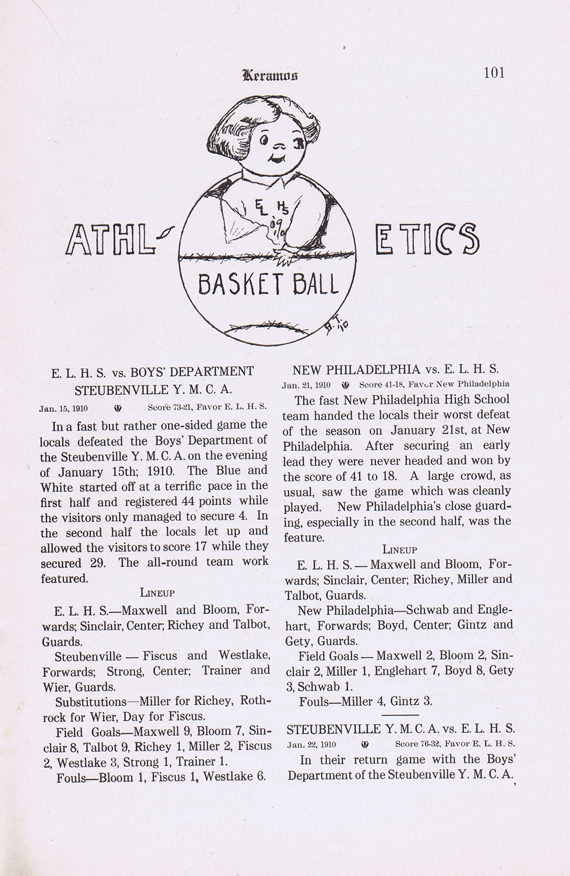 Keramos
101
E L H S
'09
'10
ATHL-
ETICS
BASKET BALL
'10
E. L. H. S. vs. BOYS' DEPARTMENT
STEUBENVILLE Y. M. C. A.
Jan. 15, 1910 Score 73-21, Favor E. L. H. S.
In a fast but rather one-sided game the
locals defeated the Boys' Department of
the Steubenville Y. M. C. A. on the evening
of January 15th; 1910. The Blue and
White started off at a terrific pace in the
first half and registered 44 points while
the visitors only managed to secure 4. In
the second half the locals let up and
allowed the visitors to score 17 while they
secured 29. The all-round team work
featured.
LINEUP
E. L. H. S.—Maxwell and Bloom, For-
wards; Sinclair, Center; Richey and Talbot,
Guards.
Steubenville — Fiscus and Westlake,
Forwards; Strong, Center; Trainer and
Wier, Guards.
Substitutions—Miller for Richey, Roth-
rock for Wier, Day for Fiscus.
Field Goals—Maxwell 9, Bloom 7, Sin-
clair 8, Talbot 9, Richey 1, Miller 2, Fiscus
2, Westlake 3, Strong 1, Trainer 1.
Fouls—Bloom 1, Fiscus 1, Westlake 6.
NEW PHILADELPHIA vs. E. L. H. S.
Jan. 21, 1910 Score 41-18, Favor New Philadelphia
The fast New Philadelphia High School
team handed the locals their worst defeat
of the season on January 21st, at New
Philadelphia. After securing an early
lead they were never headed and won by
the score of 41 to 18. A large crowd, as
usual, saw the game which was cleanly
played. New Philadelphia's close guard-
ing, especially in the second half, was the
feature.
LINEUP
E. L. H. S. — Maxwell and Bloom, For-
wards; Sinclair, Center; Richey, Miller and
Talbot, Guards.
New Philadelphia—Schwab and Engle-
hart, Forwards; Boyd, Center; Gintz and
Gety, Guards.
Field Goals — Maxwell 2, Bloom 2, Sin-
clair 2, Miller 1, Englehart 7, Boyd 8, Gety
3, Schwab 1.
Fouls—Miller 4, Gintz 3.
STEUBENVILLE Y. M. C. A. vs. E. L. H. S.
Jan. 22, 1910 Score 76-32, Favor E. L. H. S.
In their return game with the Boys'
Department of the Steubenville Y. M. C. A.